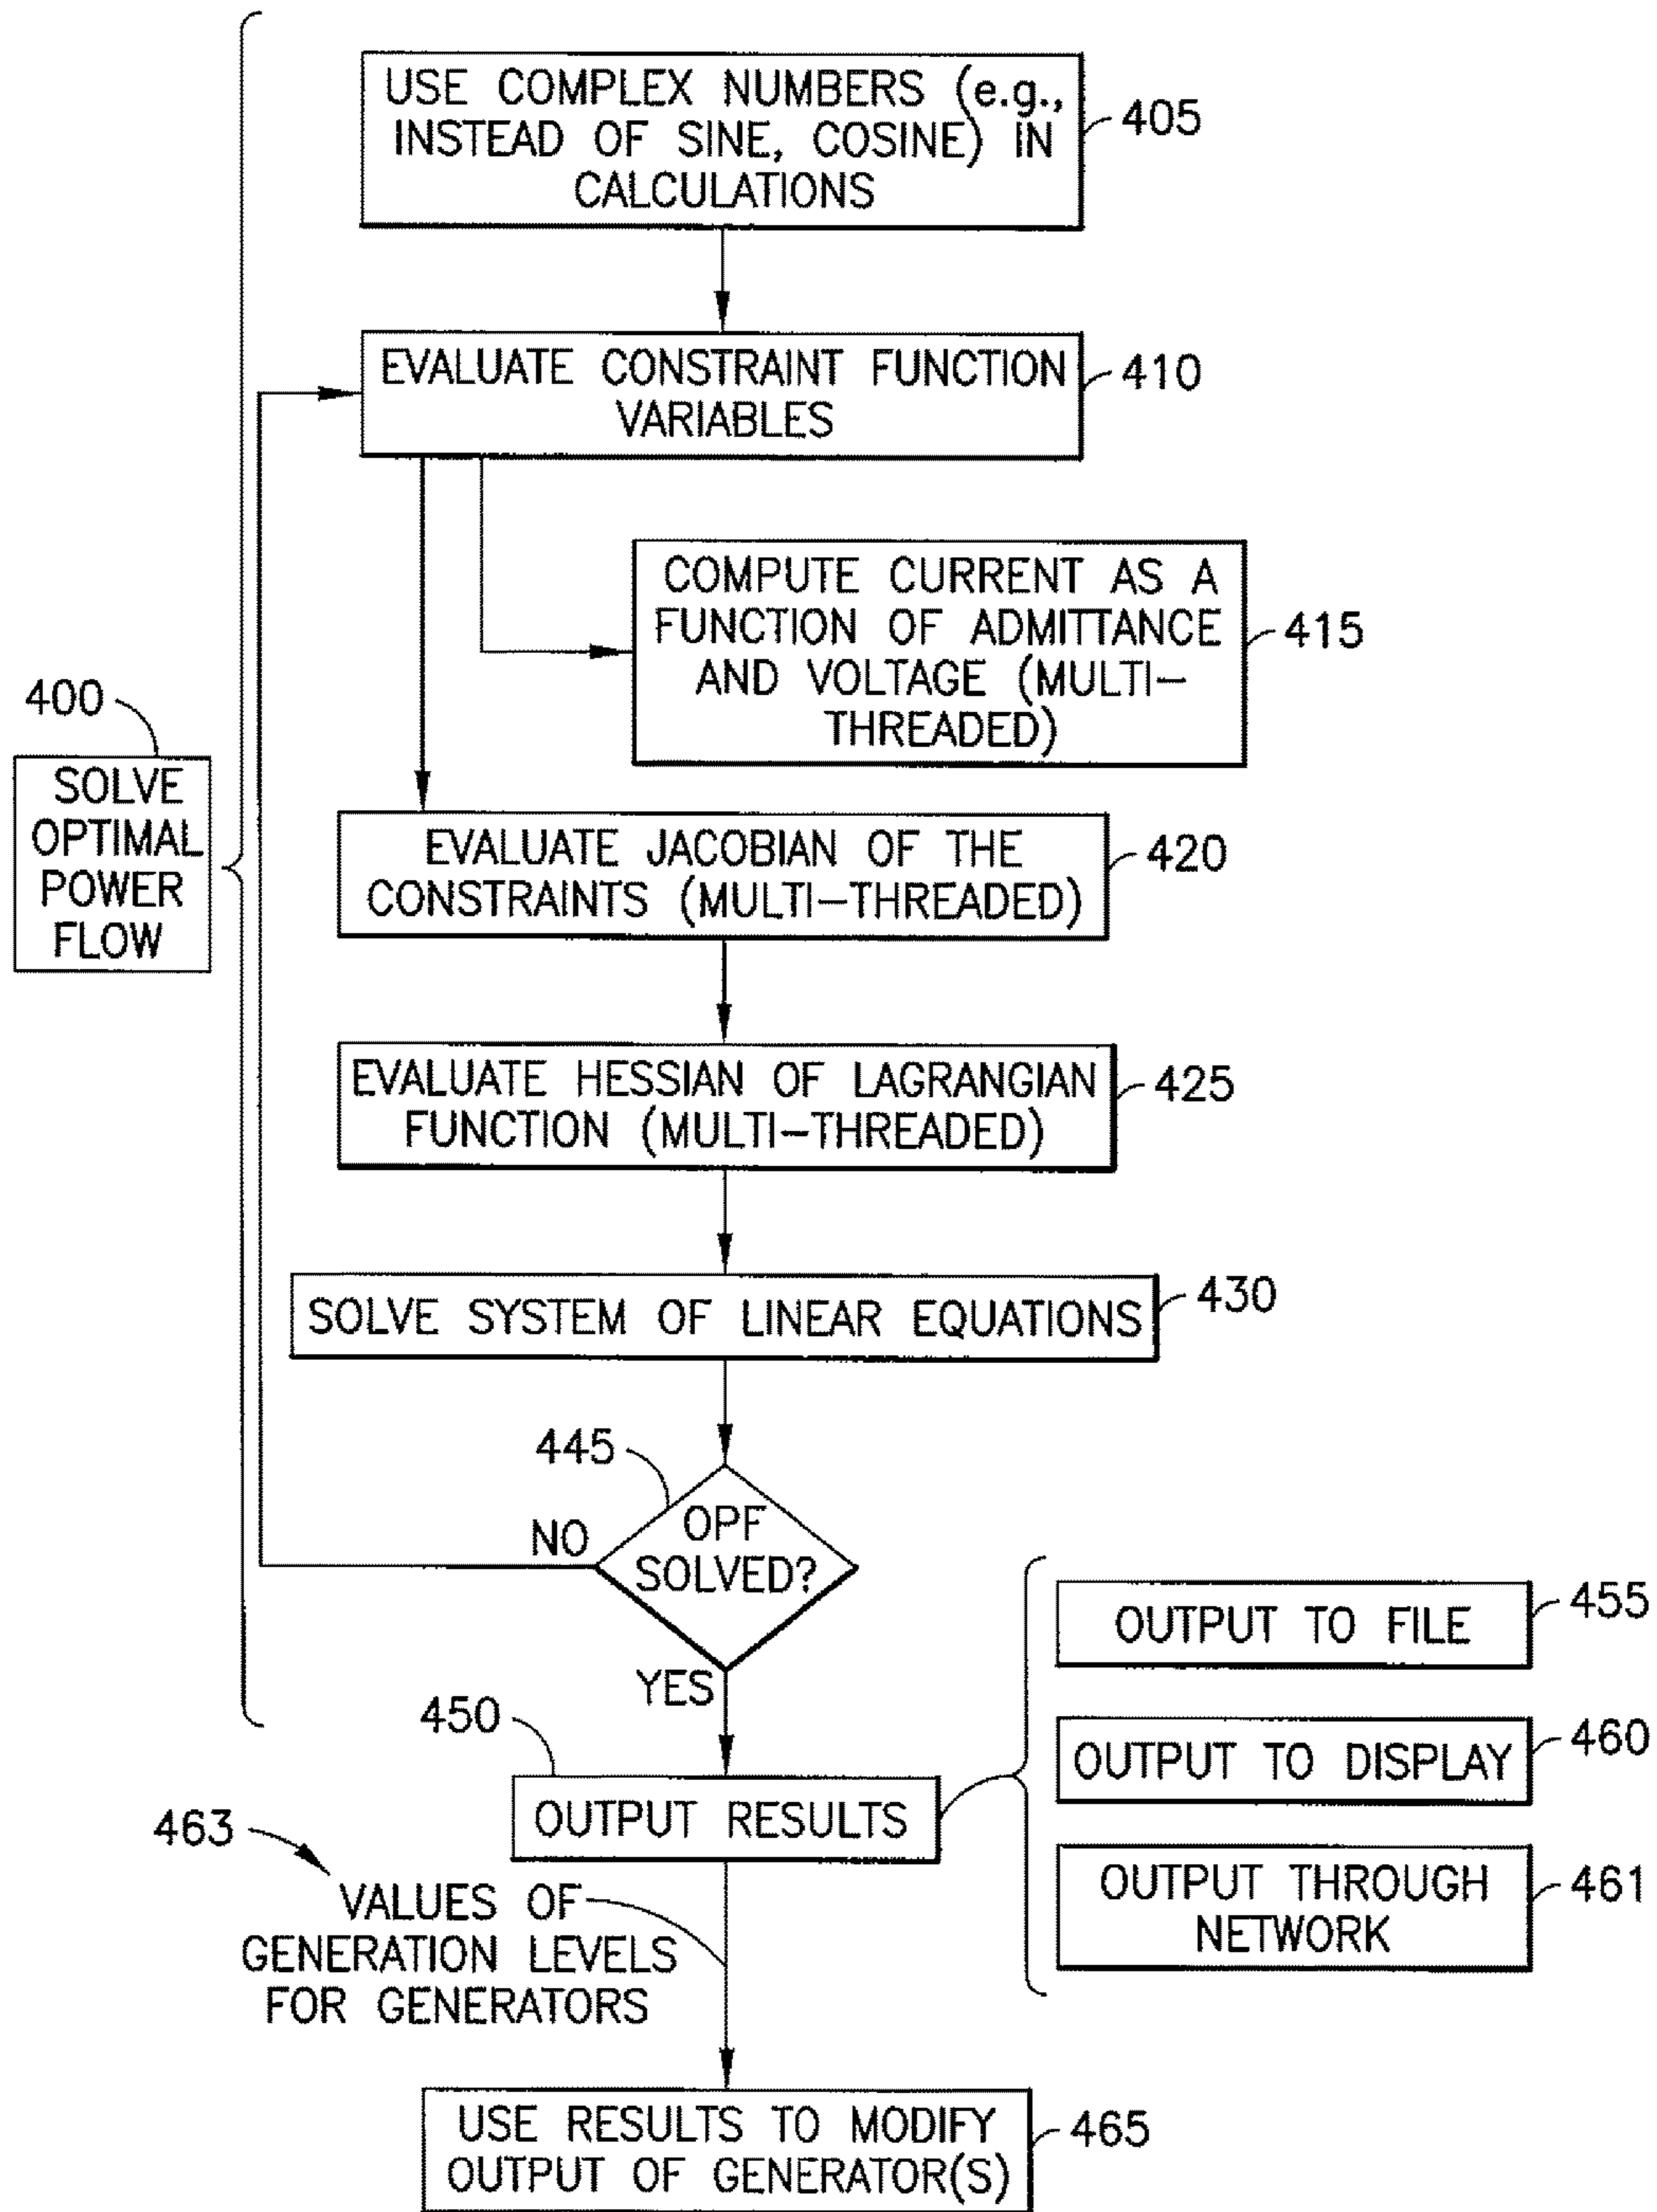 USE COMPLEX NUMBERS (e.g.,
INSTEAD OF SINE, COSINE) IN
CALCULATIONS
405
EVALUATE CONSTRAINT FUNCTION
VARIABLES
410
COMPUTE CURRENT AS A
FUNCTION OF ADMITTANCE
AND VOLTAGE (MULTI-
THREADED)
415
400
SOLVE
OPTIMAL
POWER
FLOW
EVALUATE JACOBIAN OF THE
CONSTRAINTS (MULTI-THREADED)
420
EVALUATE HESSIAN OF LAGRANGIAN
FUNCTION (MULTI-THREADED)
425
SOLVE SYSTEM OF LINEAR EQUATIONS
430
445
OPF
SOLVED?
NO
YES
450
OUTPUT RESULTS
OUTPUT TO FILE
455
OUTPUT TO DISPLAY
460
OUTPUT THROUGH
NETWORK
461
463
VALUES OF
GENERATION LEVELS
FOR GENERATORS
USE RESULTS TO MODIFY
OUTPUT OF GENERATOR(S)
465